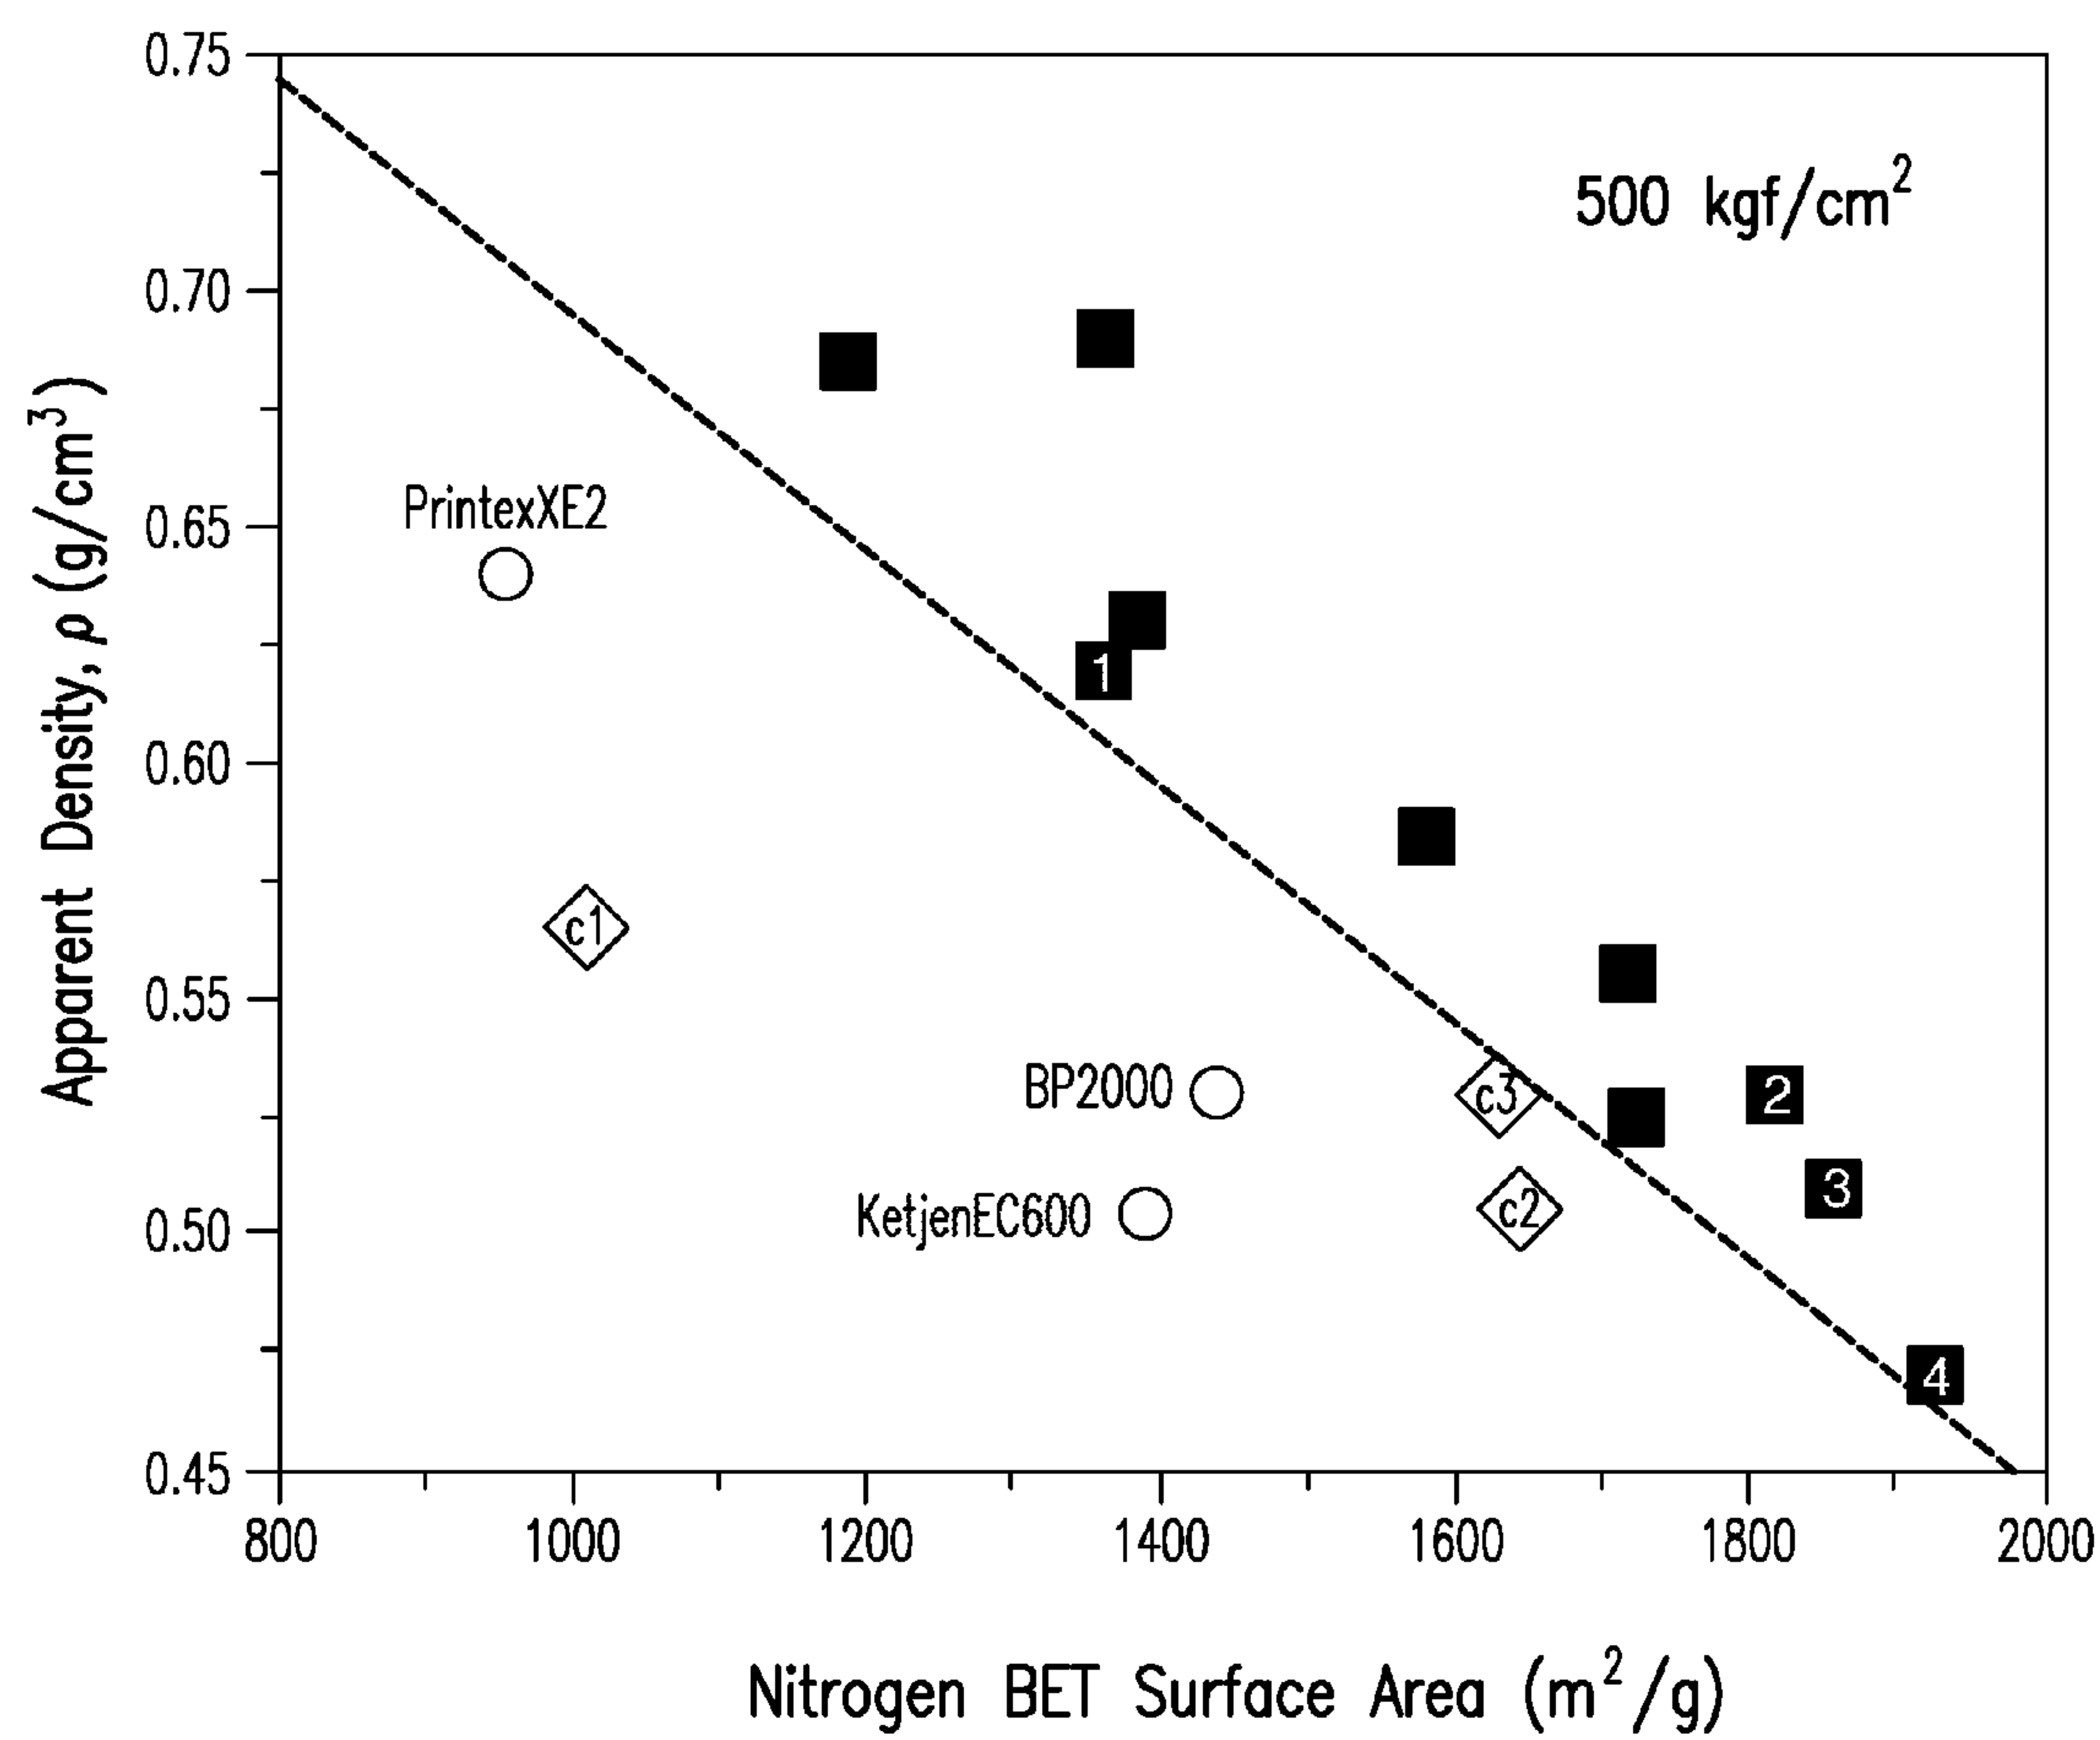 0.75
500 kgf/cm²
0.70
PrintexXE2
0.65
1
0.60
c1
0.55
BP2000
c3
2
3
KetjenEC600
c2
0.50
4
0.45
800 1000 1200 1400 1600 1800 2000
Apparent Density, ρ (g/cm³)
Nitrogen BET Surface Area (m²/g)